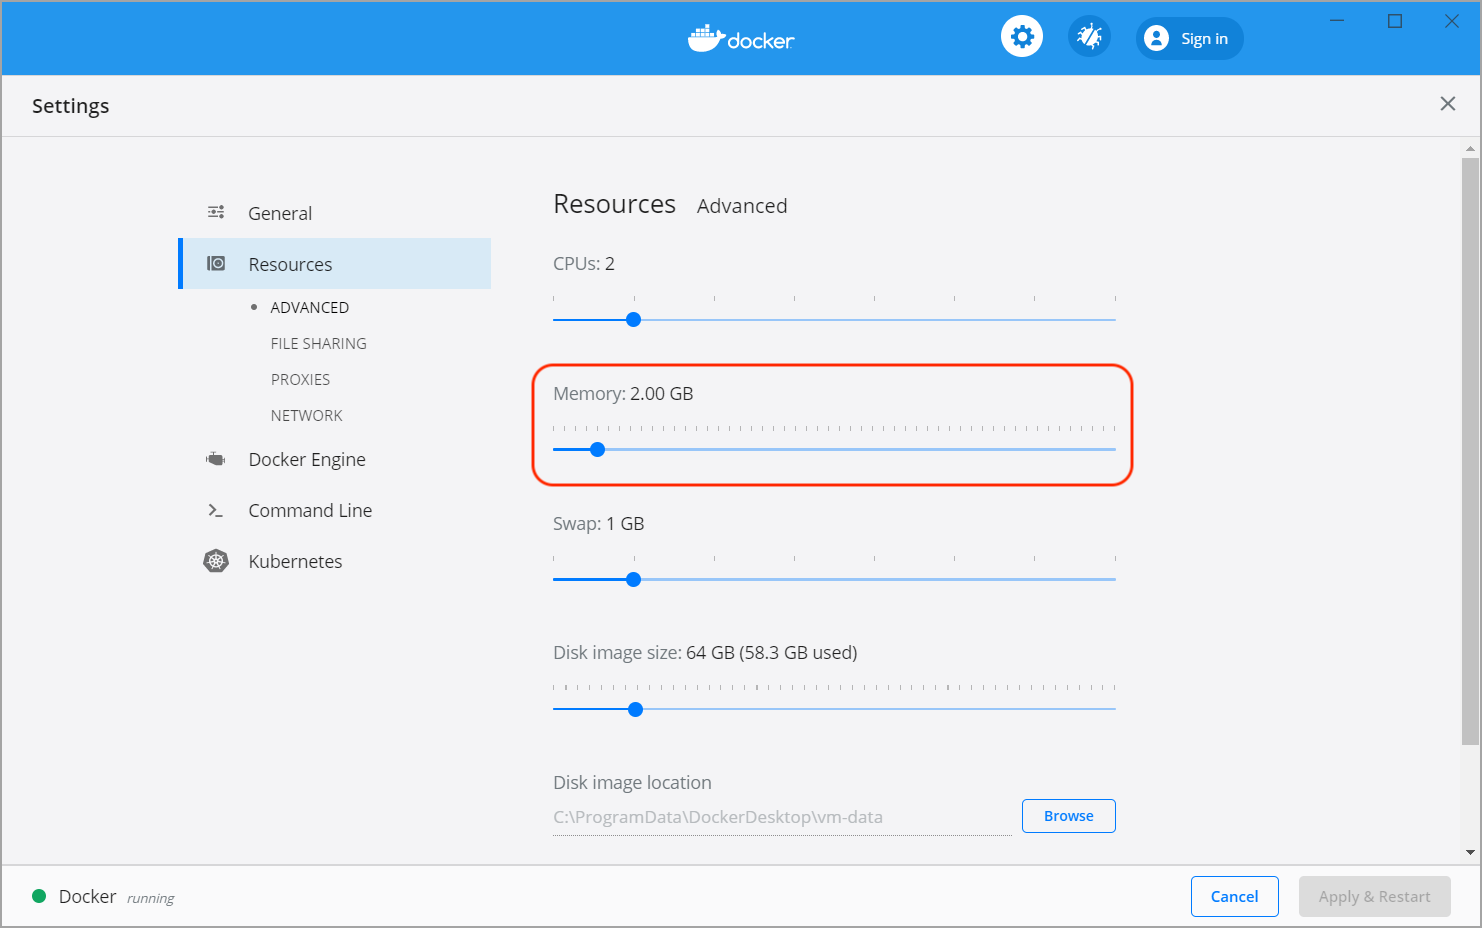 docker
Sign in
Settings
General
Resources
ADVANCED
FILE SHARING
PROXIES
NETWORK
Docker Engine
Command Line
Kubernetes
Resources Advanced
CPUs: 2
Memory: 2.00 GB
Swap: 1 GB
Disk image size: 64 GB (58.3 GB used)
Disk image location
C:\ProgramData\DockerDesktop\vm-data
Browse
Docker running
Cancel
Apply & Restart